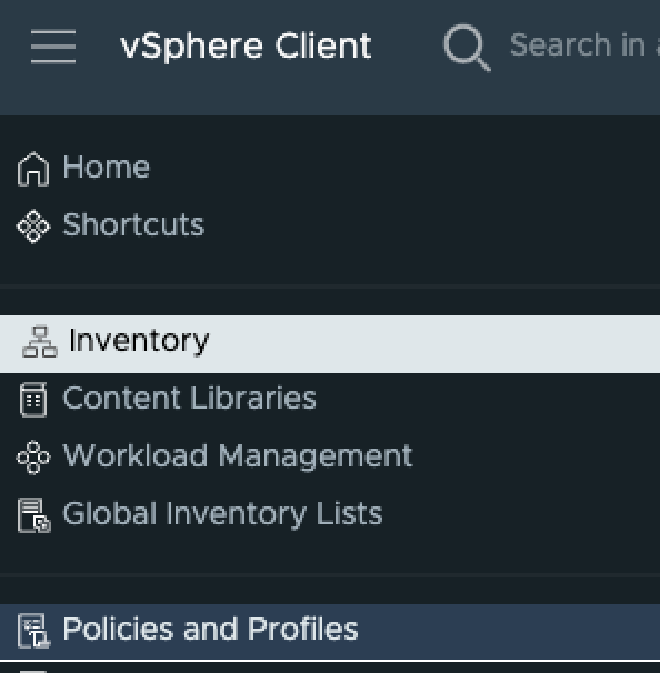 vSphere Client
Search in
Home
Shortcuts
Inventory
Content Libraries
Workload Management
Global Inventory Lists
Policies and Profiles